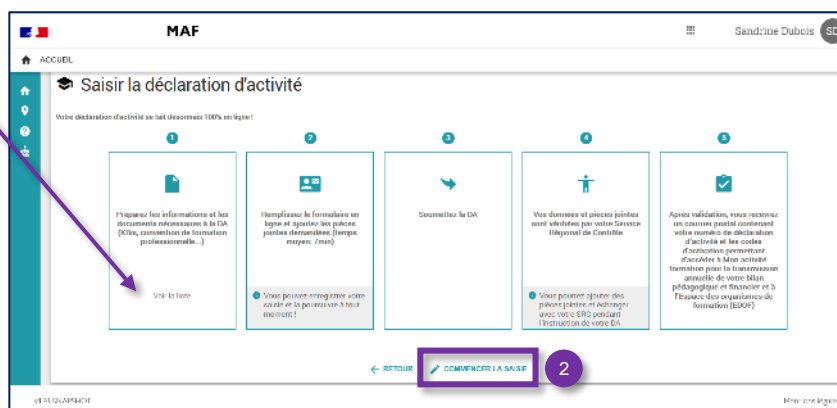 MAF
Sandrine Dubois
SD
ACCUEIL
Saisir la déclaration d'activité
Votre déclaration d'activité se fait désormais 100% en ligne !
1
Préparez les informations et les
documents nécessaires à la DA
(KBis, convention de formation
professionnelle...)
Voir la liste
2
Remplissez le formulaire en
ligne et ajoutez les pièces
jointes demandées (Temps
moyen: 7min)
Vous pouvez enregistrer votre
saisie et la poursuivre à tout
moment !
3
Soumettez la DA
4
Vos données et pièces jointes
sont vérifiées par votre Service
Régional de Contrôle
Vous pourrez ajouter des
pièces jointes et échanger
avec votre SRC pendant
l'instruction de votre DA
5
Après validation, vous recevrez
un courrier postal contenant
votre numéro de déclaration
d'activité et les codes
d'activation permettant
d'accéder à Mon activité
formation pour la transmission
annuelle de votre bilan
pédagogique et financier et à
l'Espace des organismes de
formation (EDOF)
RETOUR
COMMENCER LA SAISIE
2
Mentions légales